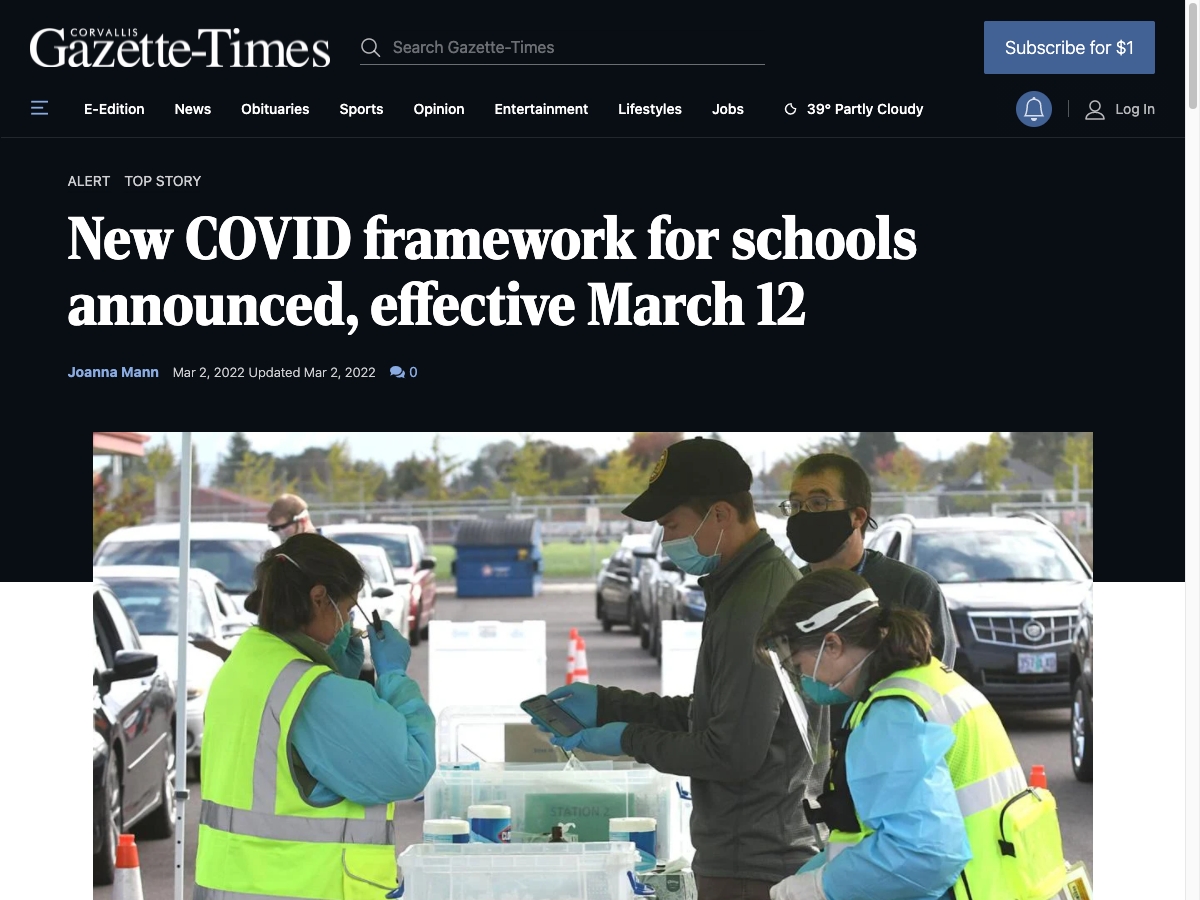 CORVALLIS
Gazette-Times
Search Gazette-Times
Subscribe for $1
E-Edition News Obituaries Sports Opinion Entertainment Lifestyles Jobs 39° Partly Cloudy Log In
ALERT TOP STORY
New COVID framework for schools
announced, effective March 12
Joanna Mann Mar 2, 2022 Updated Mar 2, 2022 0
STATION 2